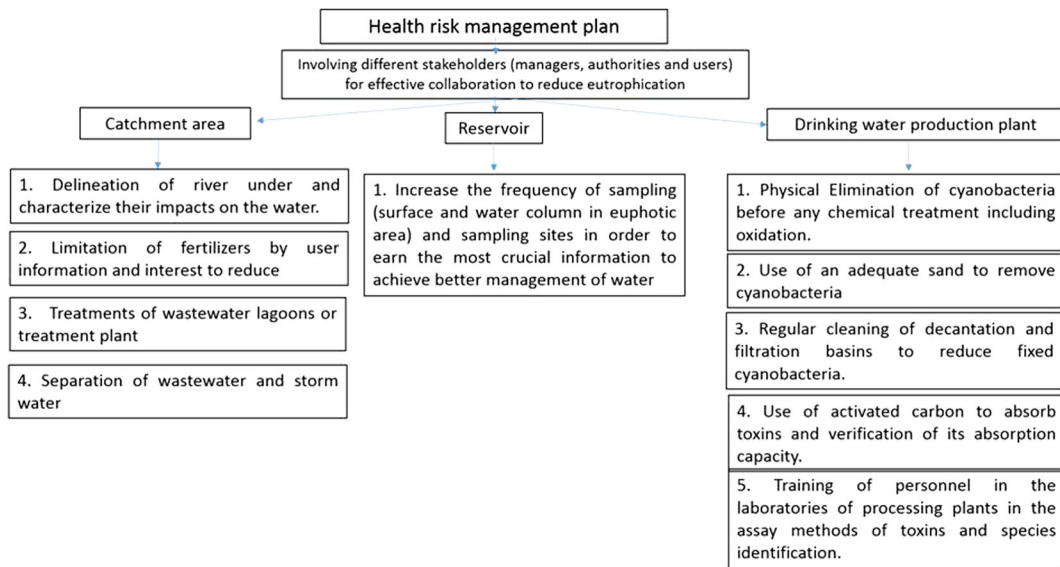 Health risk management plan
Involving different stakeholders (managers, authorities and users)
for effective collaboration to reduce eutrophication
Catchment area
1. Delineation of river under and
characterize their impacts on the water.
2. Limitation of fertilizers by user
information and interest to reduce
3. Treatments of wastewater lagoons or
treatment plant
4. Separation of wastewater and storm
water
Reservoir
1. Increase the frequency of sampling
(surface and water column in euphotic
area) and sampling sites in order to
earn the most crucial information to
achieve better management of water
Drinking water production plant
1. Physical Elimination of cyanobacteria
before any chemical treatment including
oxidation.
2. Use of an adequate sand to remove
cyanobacteria
3. Regular cleaning of decantation and
filtration basins to reduce fixed
cyanobacteria.
4. Use of activated carbon to absorb
toxins and verification of its absorption
capacity.
5. Training of personnel in the
laboratories of processing plants in the
assay methods of toxins and species
identification.